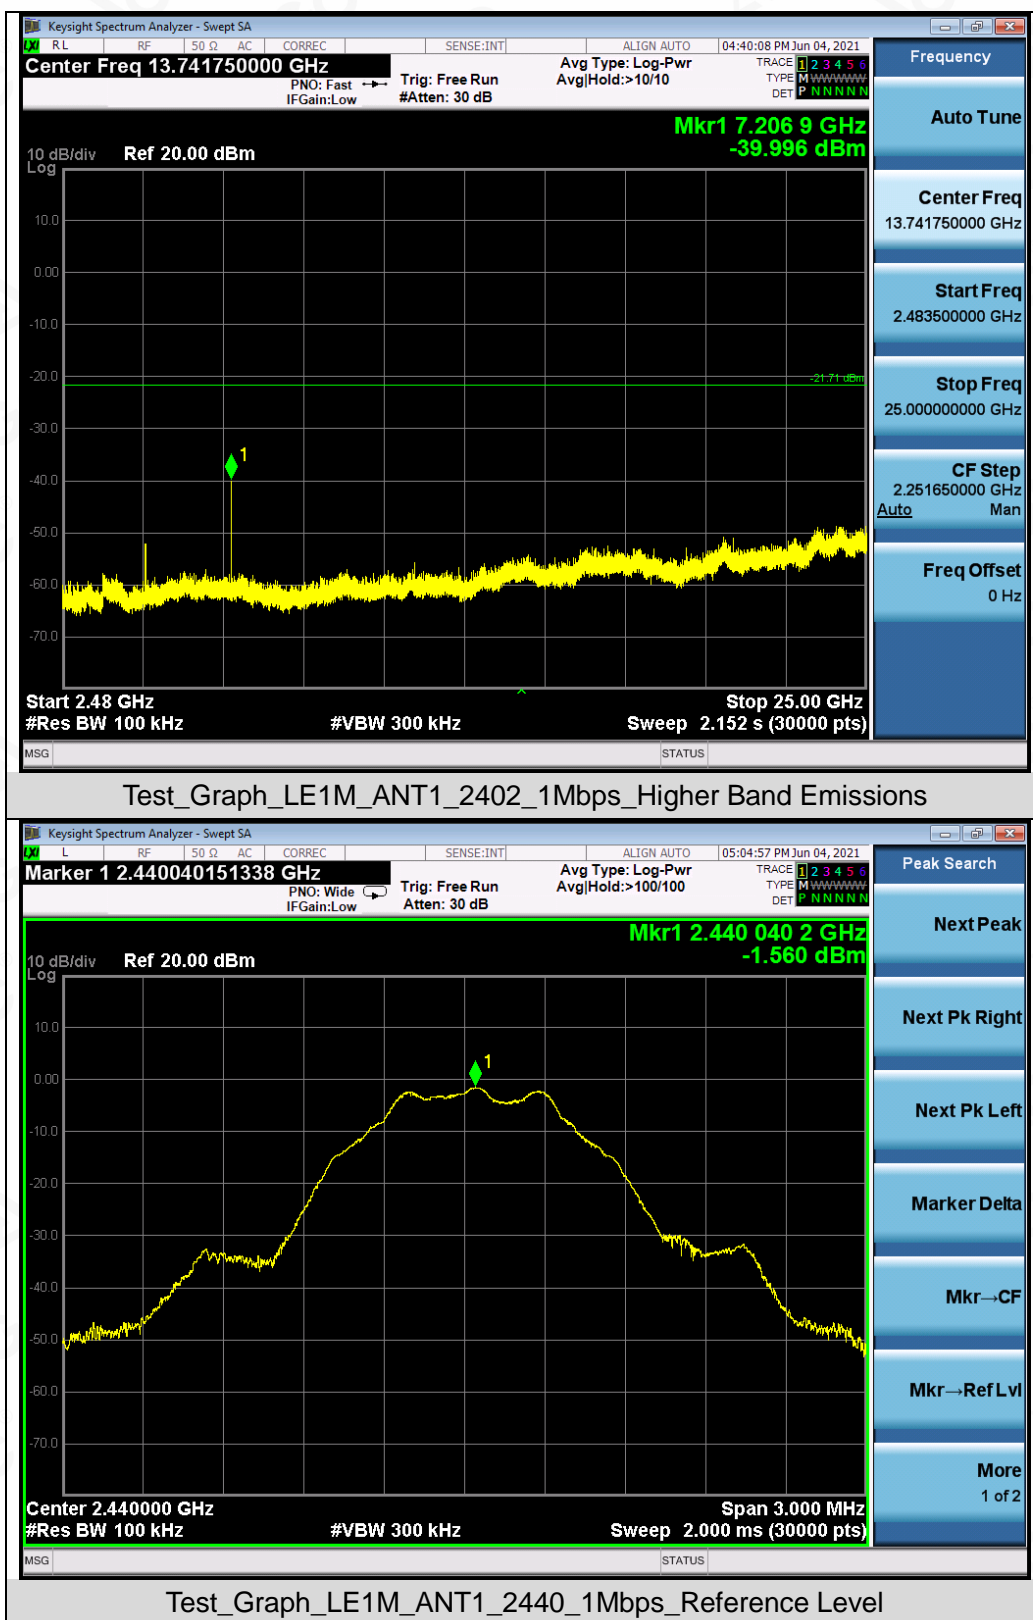 Keysight Spectrum Analyzer - Swept SA
LXI RL RF 50 Ω AC CORREC SENSE:INT ALIGN AUTO 04:40:08 PM Jun 04, 2021
Center Freq 13.741750000 GHz
PNO: Fast
IFGain:Low
Trig: Free Run
#Atten: 30 dB
Avg Type: Log-Pwr
Avg|Hold:>10/10
TRACE 1 2 3 4 5 6
TYPE M WWWWW
DET P N N N N N
Mkr1 7.206 9 GHz
-39.996 dBm
10 dB/div Ref 20.00 dBm
Log
10.0
0.00
-10.0
-20.0
-21.71 dBm
-30.0
1
-40.0
-50.0
-60.0
-70.0
Start 2.48 GHz Stop 25.00 GHz
#Res BW 100 kHz #VBW 300 kHz Sweep 2.152 s (30000 pts)
MSG STATUS
Frequency
Auto Tune
Center Freq
13.741750000 GHz
Start Freq
2.483500000 GHz
Stop Freq
25.000000000 GHz
CF Step
2.251650000 GHz
Auto Man
Freq Offset
0 Hz
Test_Graph_LE1M_ANT1_2402_1Mbps_Higher Band Emissions
Keysight Spectrum Analyzer - Swept SA
LXI L RF 50 Ω AC CORREC SENSE:INT ALIGN AUTO 05:04:57 PM Jun 04, 2021
Marker 1 2.440040151338 GHz
PNO: Wide
IFGain:Low
Trig: Free Run
Atten: 30 dB
Avg Type: Log-Pwr
Avg|Hold:>100/100
TRACE 1 2 3 4 5 6
TYPE M WWWWW
DET P N N N N N
Mkr1 2.440 040 2 GHz
-1.560 dBm
10 dB/div Ref 20.00 dBm
Log
10.0
1
0.00
-10.0
-20.0
-30.0
-40.0
-50.0
-60.0
-70.0
Center 2.440000 GHz Span 3.000 MHz
#Res BW 100 kHz #VBW 300 kHz Sweep 2.000 ms (30000 pts)
MSG STATUS
Peak Search
Next Peak
Next Pk Right
Next Pk Left
Marker Delta
Mkr→CF
Mkr→Ref Lvl
More
1 of 2
Test_Graph_LE1M_ANT1_2440_1Mbps_Reference Level